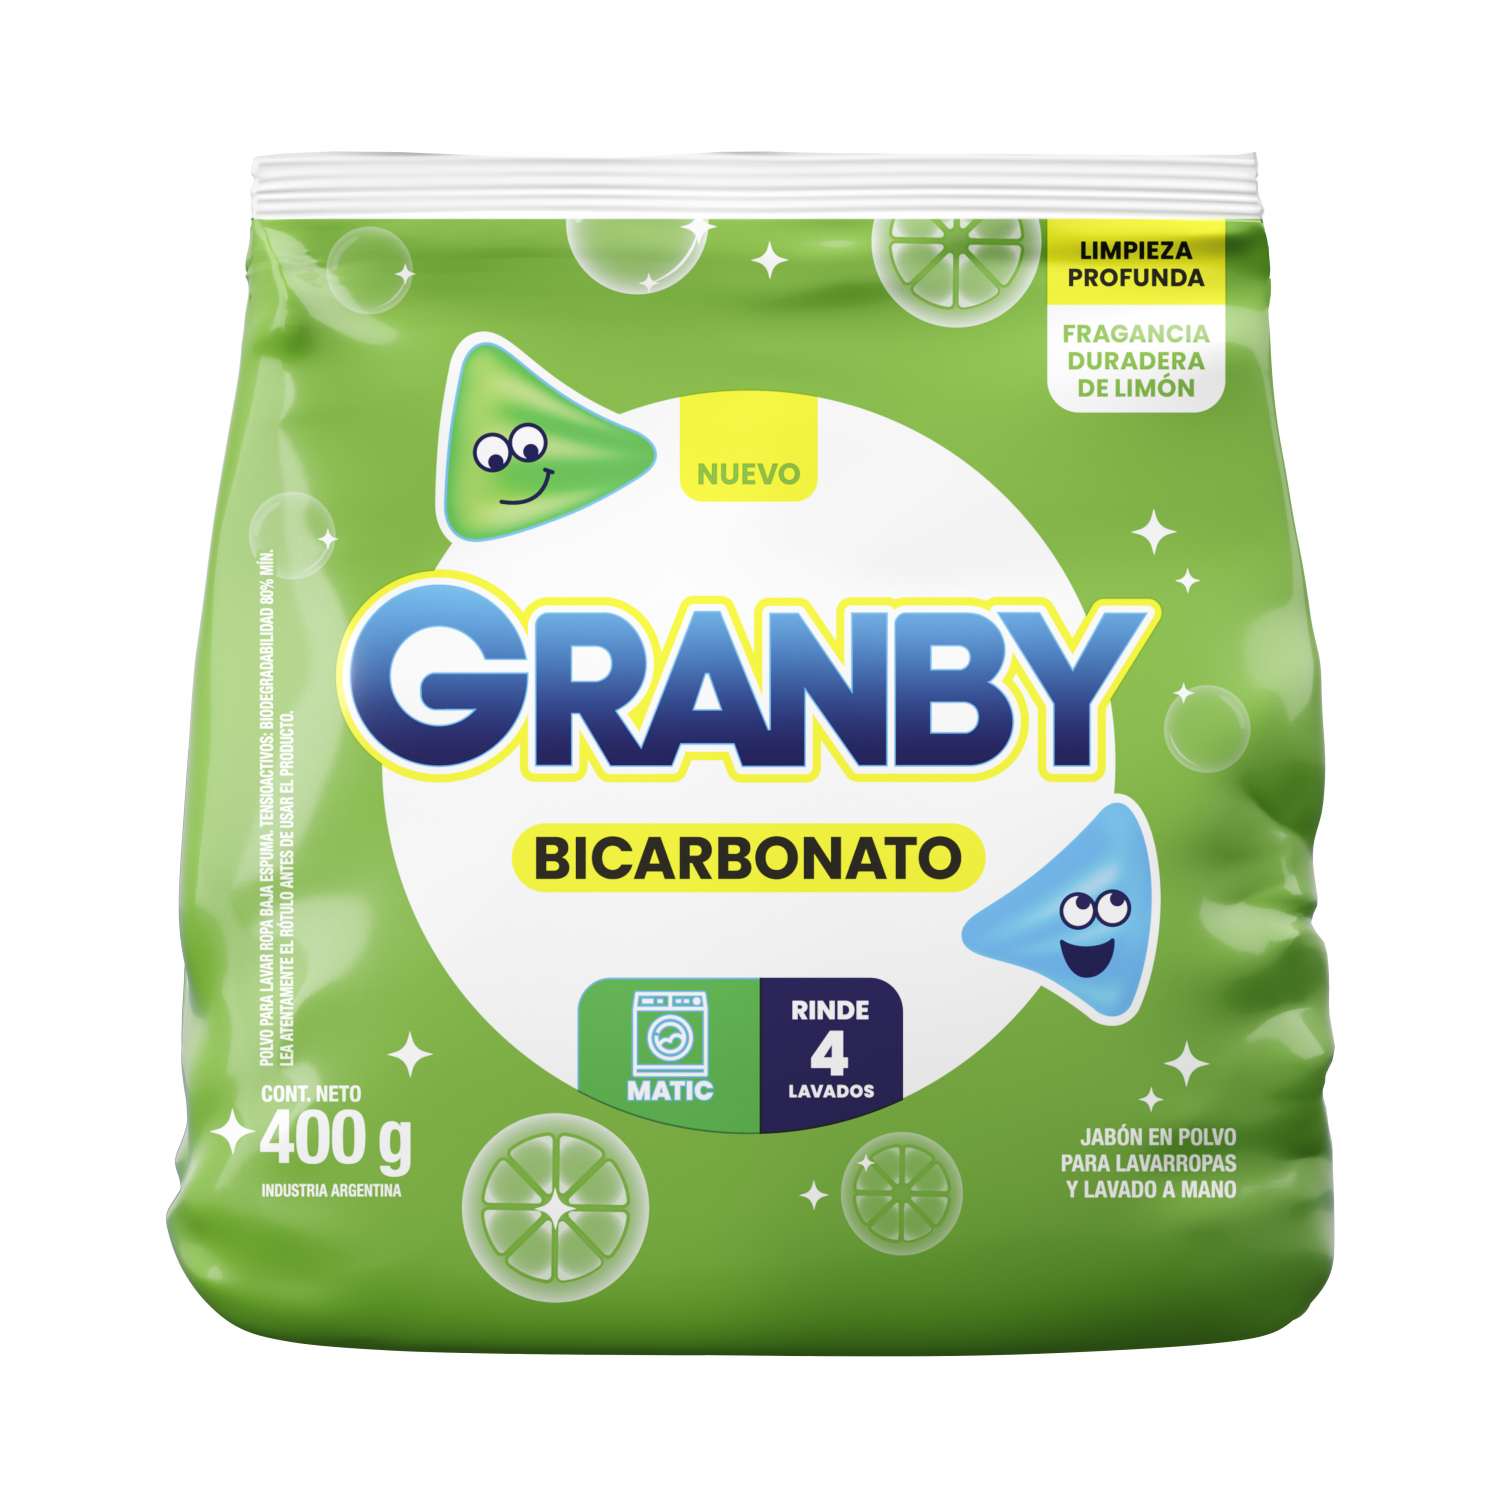 LIMPIEZA
PROFUNDA
FRAGANCIA
DURADERA
DE LIMÓN
NUEVO
GRANBY
BICARBONATO
MATIC
RINDE
4
LAVADOS
POLVO PARA LAVAR ROPA BAJA ESPUMA. TENSIOACTIVOS: BIODEGRADABILIDAD 80% MÍN.
LEA ATENTAMENTE EL RÓTULO ANTES DE USAR EL PRODUCTO.
CONT. NETO
400 g
INDUSTRIA ARGENTINA
JABÓN EN POLVO
PARA LAVARROPAS
Y LAVADO A MANO